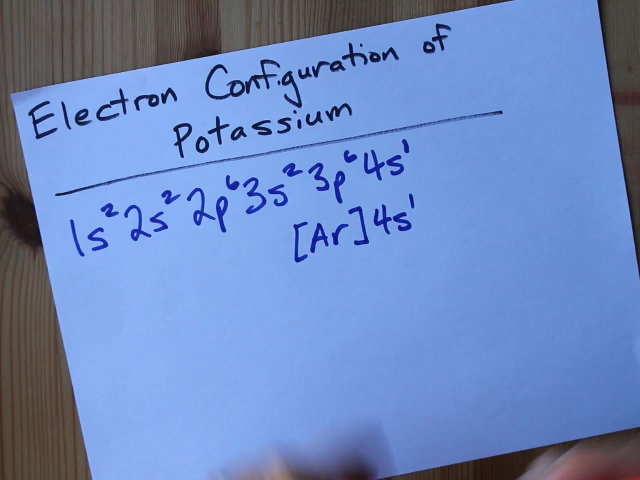 Electron Configuration of
Potassium
1s²2s²2p⁶3s²3p⁶4s¹
[Ar]4s¹